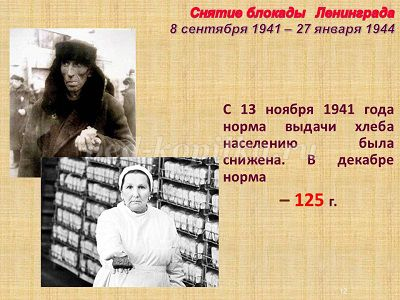 Снятие блокады Ленинграда
8 сентября 1941 – 27 января 1944
С 13 ноября 1941 года
норма выдачи хлеба
населению была
снижена. В декабре
норма
– 125 г.
12